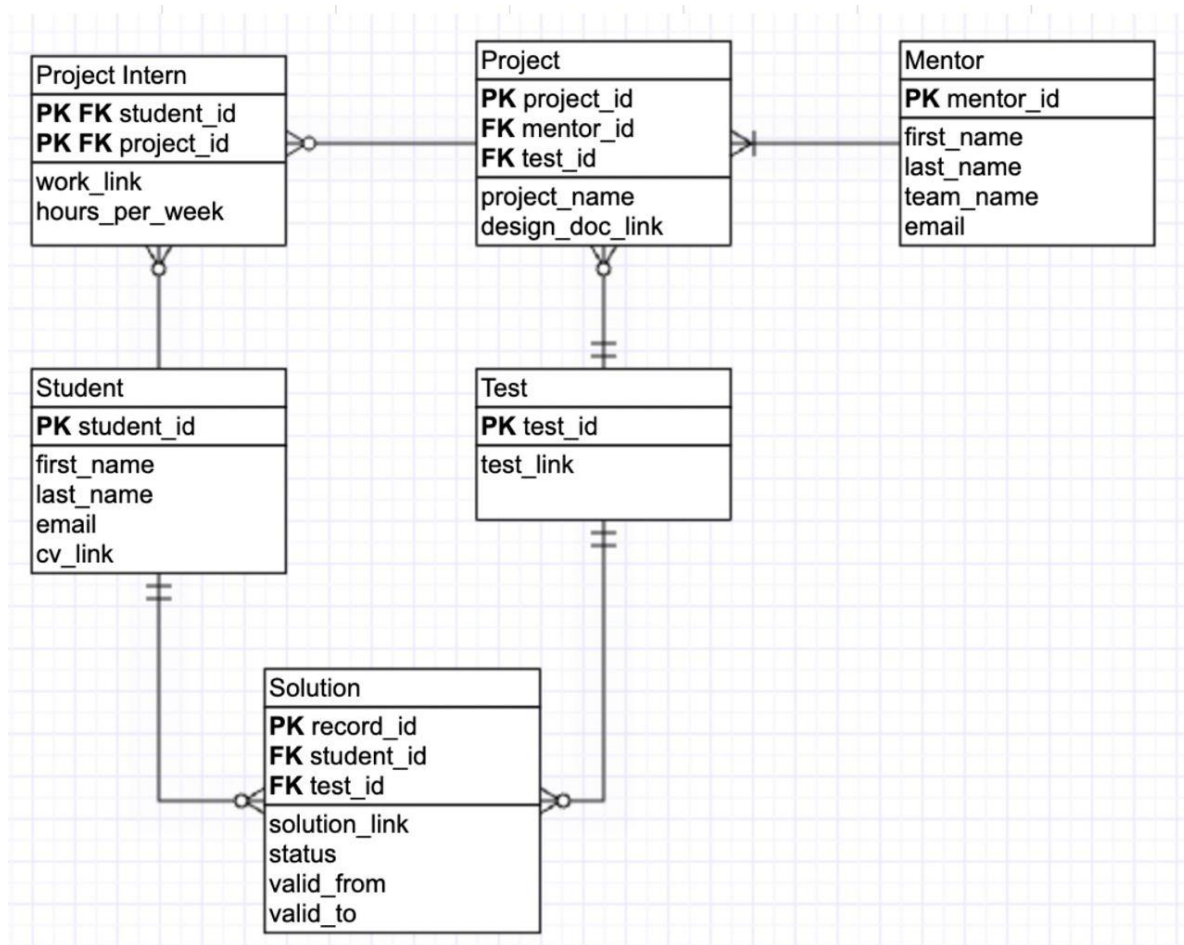 Project Intern
PK FK student_id
PK FK project_id
work_link
hours_per_week
Project
PK project_id
FK mentor_id
FK test_id
project_name
design_doc_link
Mentor
PK mentor_id
first_name
last_name
team_name
email
Student
PK student_id
first_name
last_name
email
cv_link
Test
PK test_id
test_link
Solution
PK record_id
FK student_id
FK test_id
solution_link
status
valid_from
valid_to